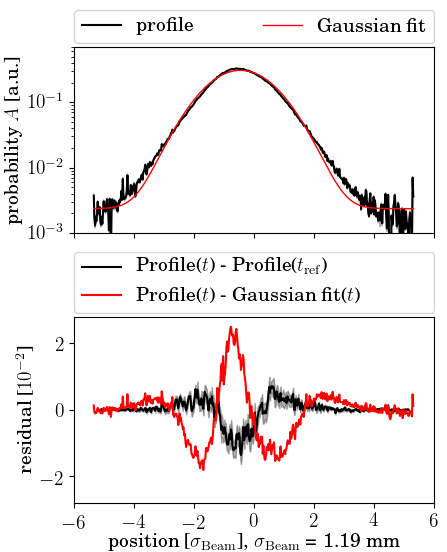 profile Gaussian fit
probability A [a.u.]
10⁻¹
10⁻²
10⁻³
Profile(t) - Profile(t_ref)
Profile(t) - Gaussian fit(t)
residual [10⁻²]
2
0
−2
−6 −4 −2 0 2 4 6
position [σ_Beam], σ_Beam = 1.19 mm